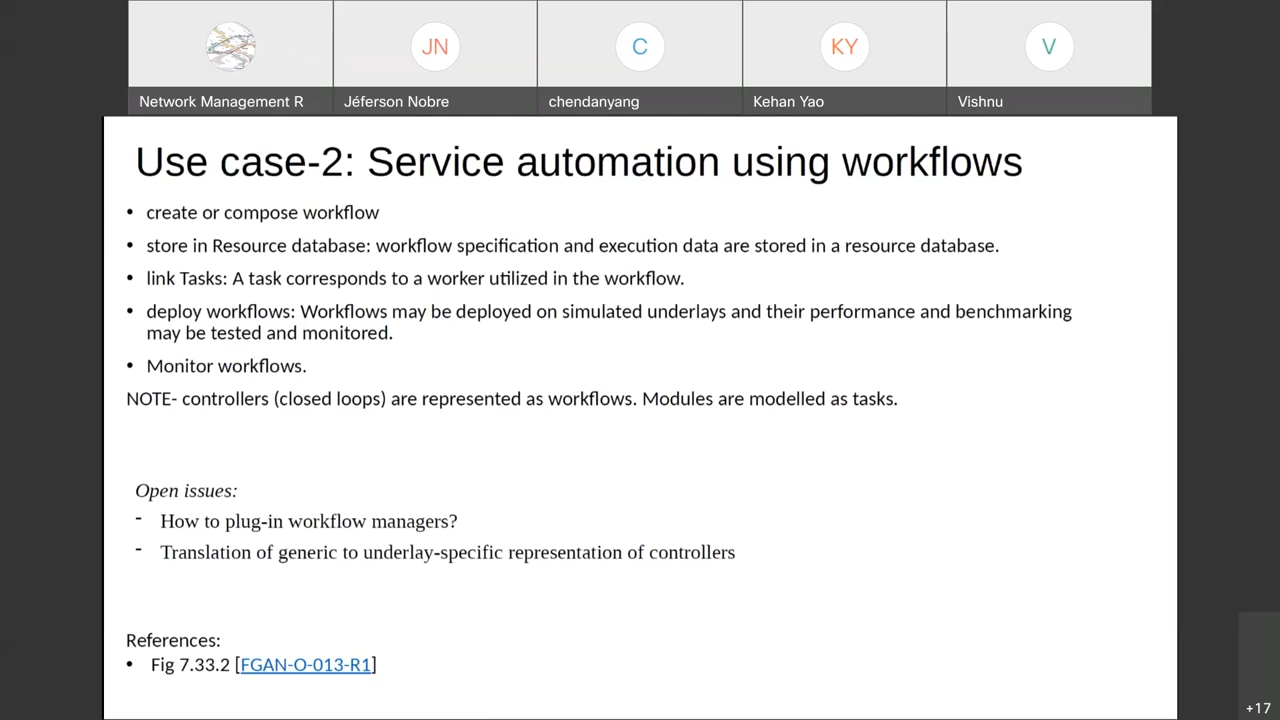 JN
C
KY
V
Network Management R
Jéferson Nobre
chendanyang
Kehan Yao
Vishnu
Use case-2: Service automation using workflows
• create or compose workflow
• store in Resource database: workflow specification and execution data are stored in a resource database.
• link Tasks: A task corresponds to a worker utilized in the workflow.
• deploy workflows: Workflows may be deployed on simulated underlays and their performance and benchmarking
may be tested and monitored.
• Monitor workflows.
NOTE- controllers (closed loops) are represented as workflows. Modules are modelled as tasks.
Open issues:
- How to plug-in workflow managers?
- Translation of generic to underlay-specific representation of controllers
References:
• Fig 7.33.2 [FGAN-O-013-R1]
+17